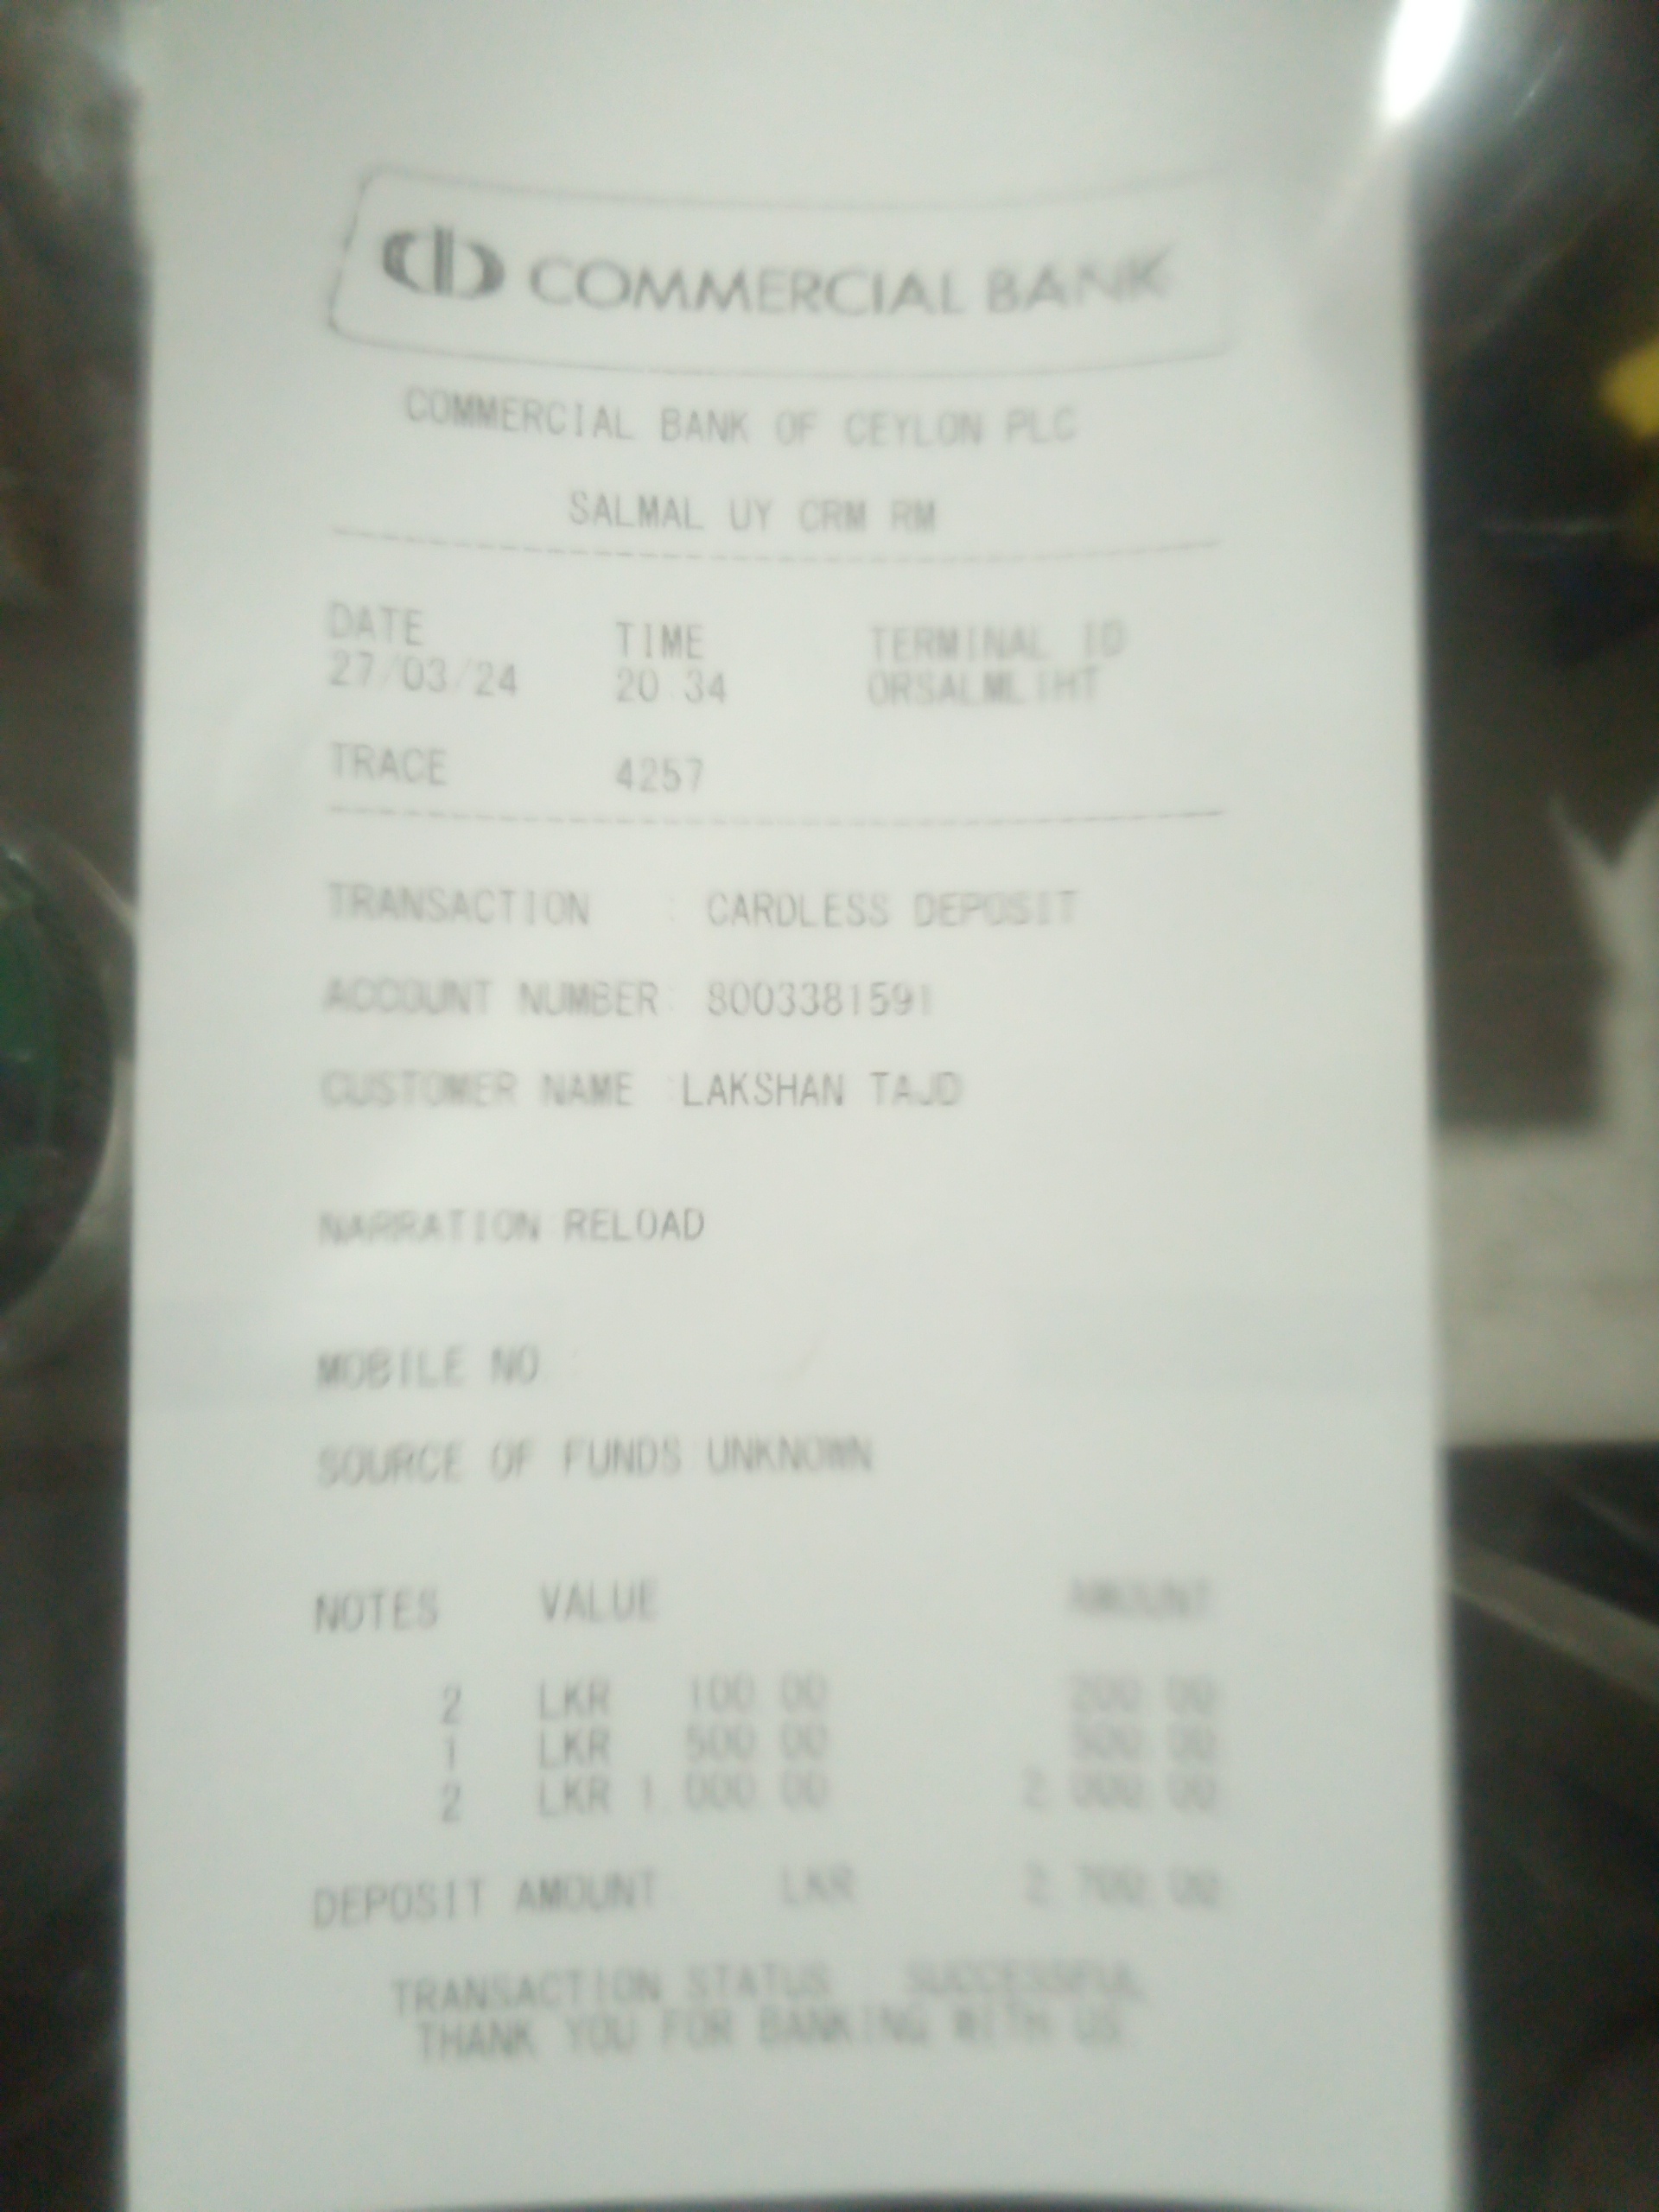 COMMERCIAL BANK
COMMERCIAL BANK OF CEYLON PLC
SALMAL UY CRM RM
DATE TIME TERMINAL ID
27/03/24 20:34
TRACE 4257
TRANSACTION : CARDLESS DEPOSIT
ACCOUNT NUMBER: 8003381591
CUSTOMER NAME :LAKSHAN TAJD
NARRATION:RELOAD
MOBILE NO :
SOURCE OF FUNDS:UNKNOWN
NOTES VALUE AMOUNT
2 LKR 100.00 200.00
1 LKR 500.00 500.00
2 LKR 1,000.00 2,000.00
DEPOSIT AMOUNT LKR 2,700.00
TRANSACTION STATUS : SUCCESSFUL
THANK YOU FOR BANKING WITH US.